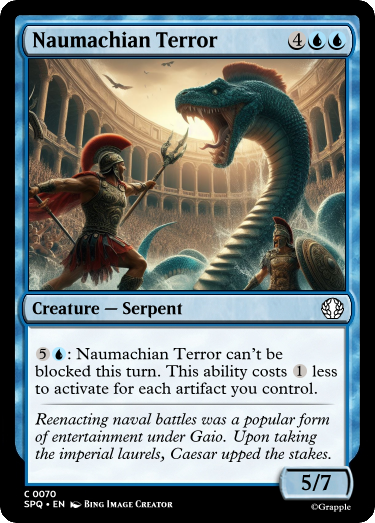 Naumachian Terror 4
Creature — Serpent
5: Naumachian Terror can't be
blocked this turn. This ability costs 1 less
to activate for each artifact you control.
Reenacting naval battles was a popular form
of entertainment under Gaio. Upon taking
the imperial laurels, Caesar upped the stakes.
5/7
C 0070
SPQ • EN Bing Image Creator
©Grapple